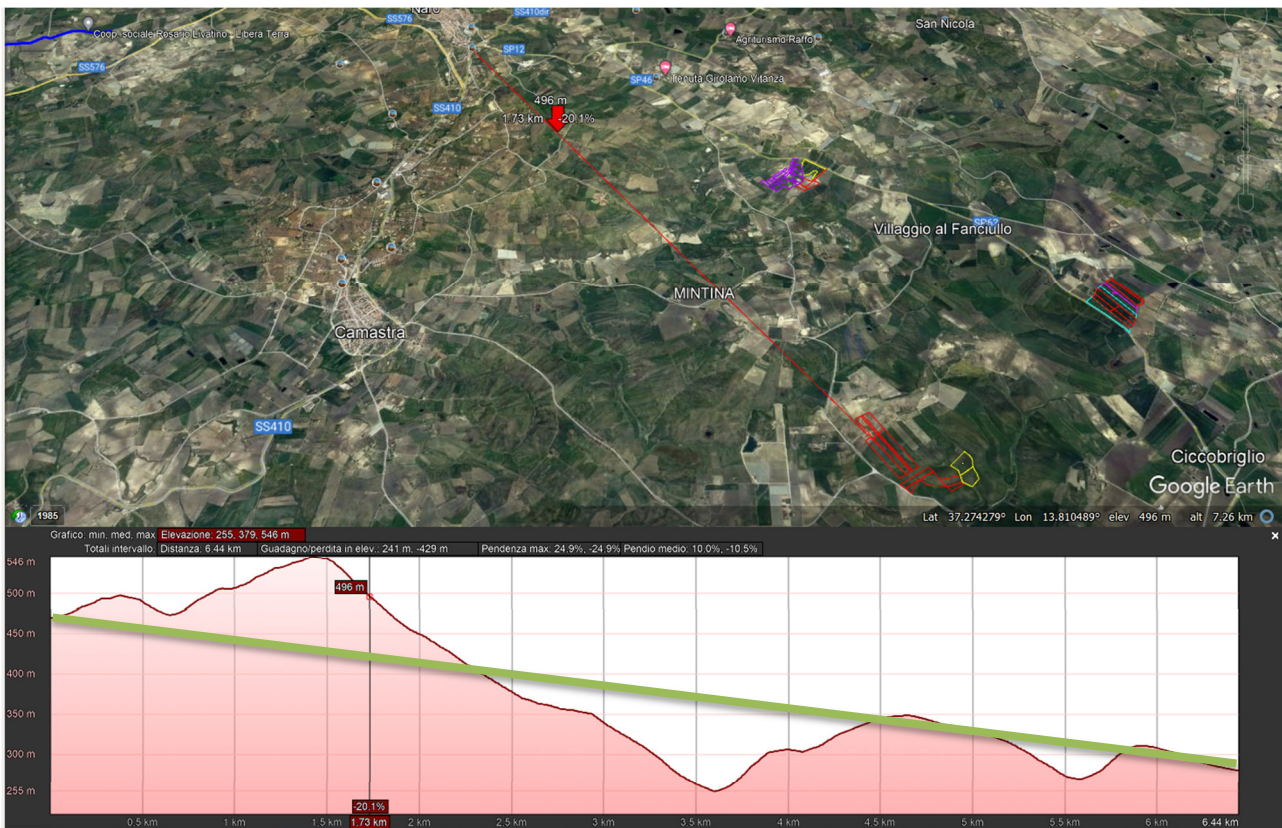 Naro
SS576
SS410dir
San Nicola
Coop. sociale Rosario Livatino - Libera Terra
Agriturismo Raffo
SP12
SS576
SP46
Tenuta Girolamo Vitanza
496 m
SS410
1.73 km
-20.1%
SP52
Villaggio al Fanciullo
MINTINA
Camastra
SS410
Ciccobriglio
Google Earth
1985
Lat 37.274279° Lon 13.810489° elev 496 m alt 7.26 km
Grafico: min. med. max Elevazione: 255, 379, 546 m
Totali intervallo: Distanza: 6.44 km Guadagno/perdita in elev.: 241 m, -429 m Pendenza max. 24.9%, -24.9% Pendio medio: 10.0%, -10.5%
546 m
500 m
496 m
450 m
400 m
350 m
300 m
255 m
-20.1%
0.5 km 1 km 1.5 km 1.73 km 2 km 2.5 km 3 km 3.5 km 4 km 4.5 km 5 km 5.5 km 6 km 6.44 km